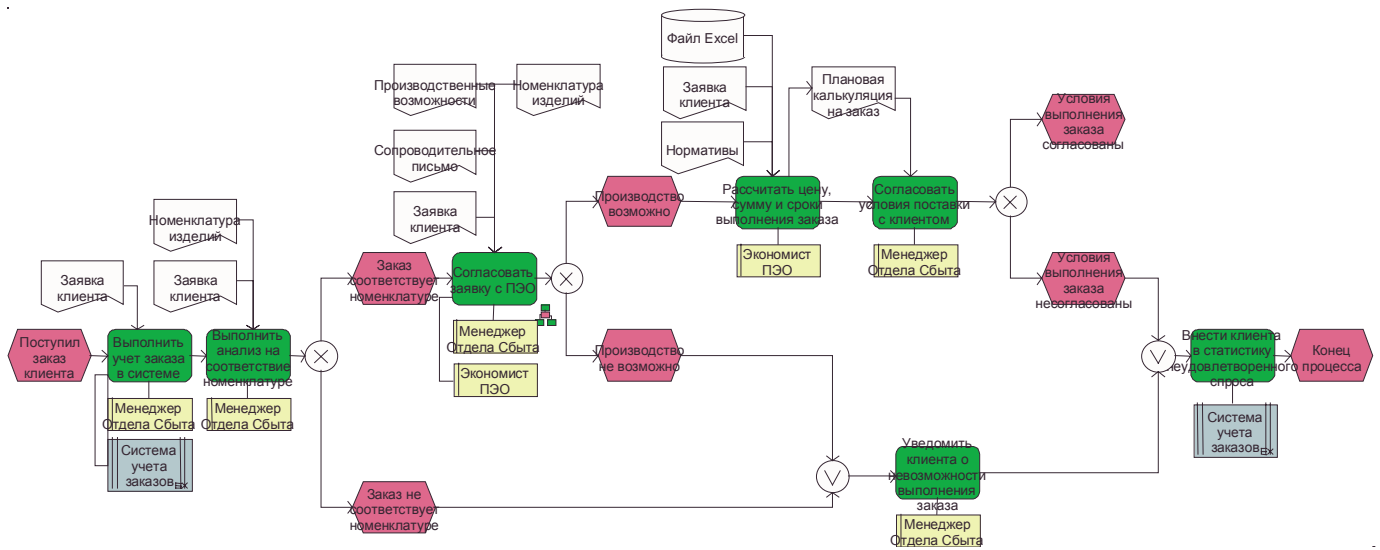 Файл Excel
Производственные
возможности
Номенклатура
изделий
Заявка
клиента
Плановая
калькуляция
на заказ
Условия
выполнения
заказа
согласованы
Сопроводительное
письмо
Нормативы
Заявка
клиента
Производство
возможно
Рассчитать цену,
сумму и сроки
выполнения заказа
Согласовать
условия поставки
с клиентом
Номенклатура
изделий
Экономист
ПЭО
Менеджер
Отдела Сбыта
Заявка
клиента
Заявка
клиента
Заказ
соответствует
номенклатуре
Согласовать
заявку с ПЭО
Условия
выполнения
заказа
несогласованы
Поступил
заказ
клиента
Выполнить
учет заказа
в системе
Выполнить
анализ на
соответствие
номенклатуре
Менеджер
Отдела Сбыта
Производство
не возможно
Внести клиента
в статистику
неудовлетворенного
спроса
Конец
процесса
Экономист
ПЭО
Менеджер
Отдела Сбыта
Менеджер
Отдела Сбыта
Система
учета
заказов
Система
учета
заказов
Уведомить
клиента о
невозможности
выполнения
заказа
Заказ не
соответствует
номенклатуре
Менеджер
Отдела Сбыта